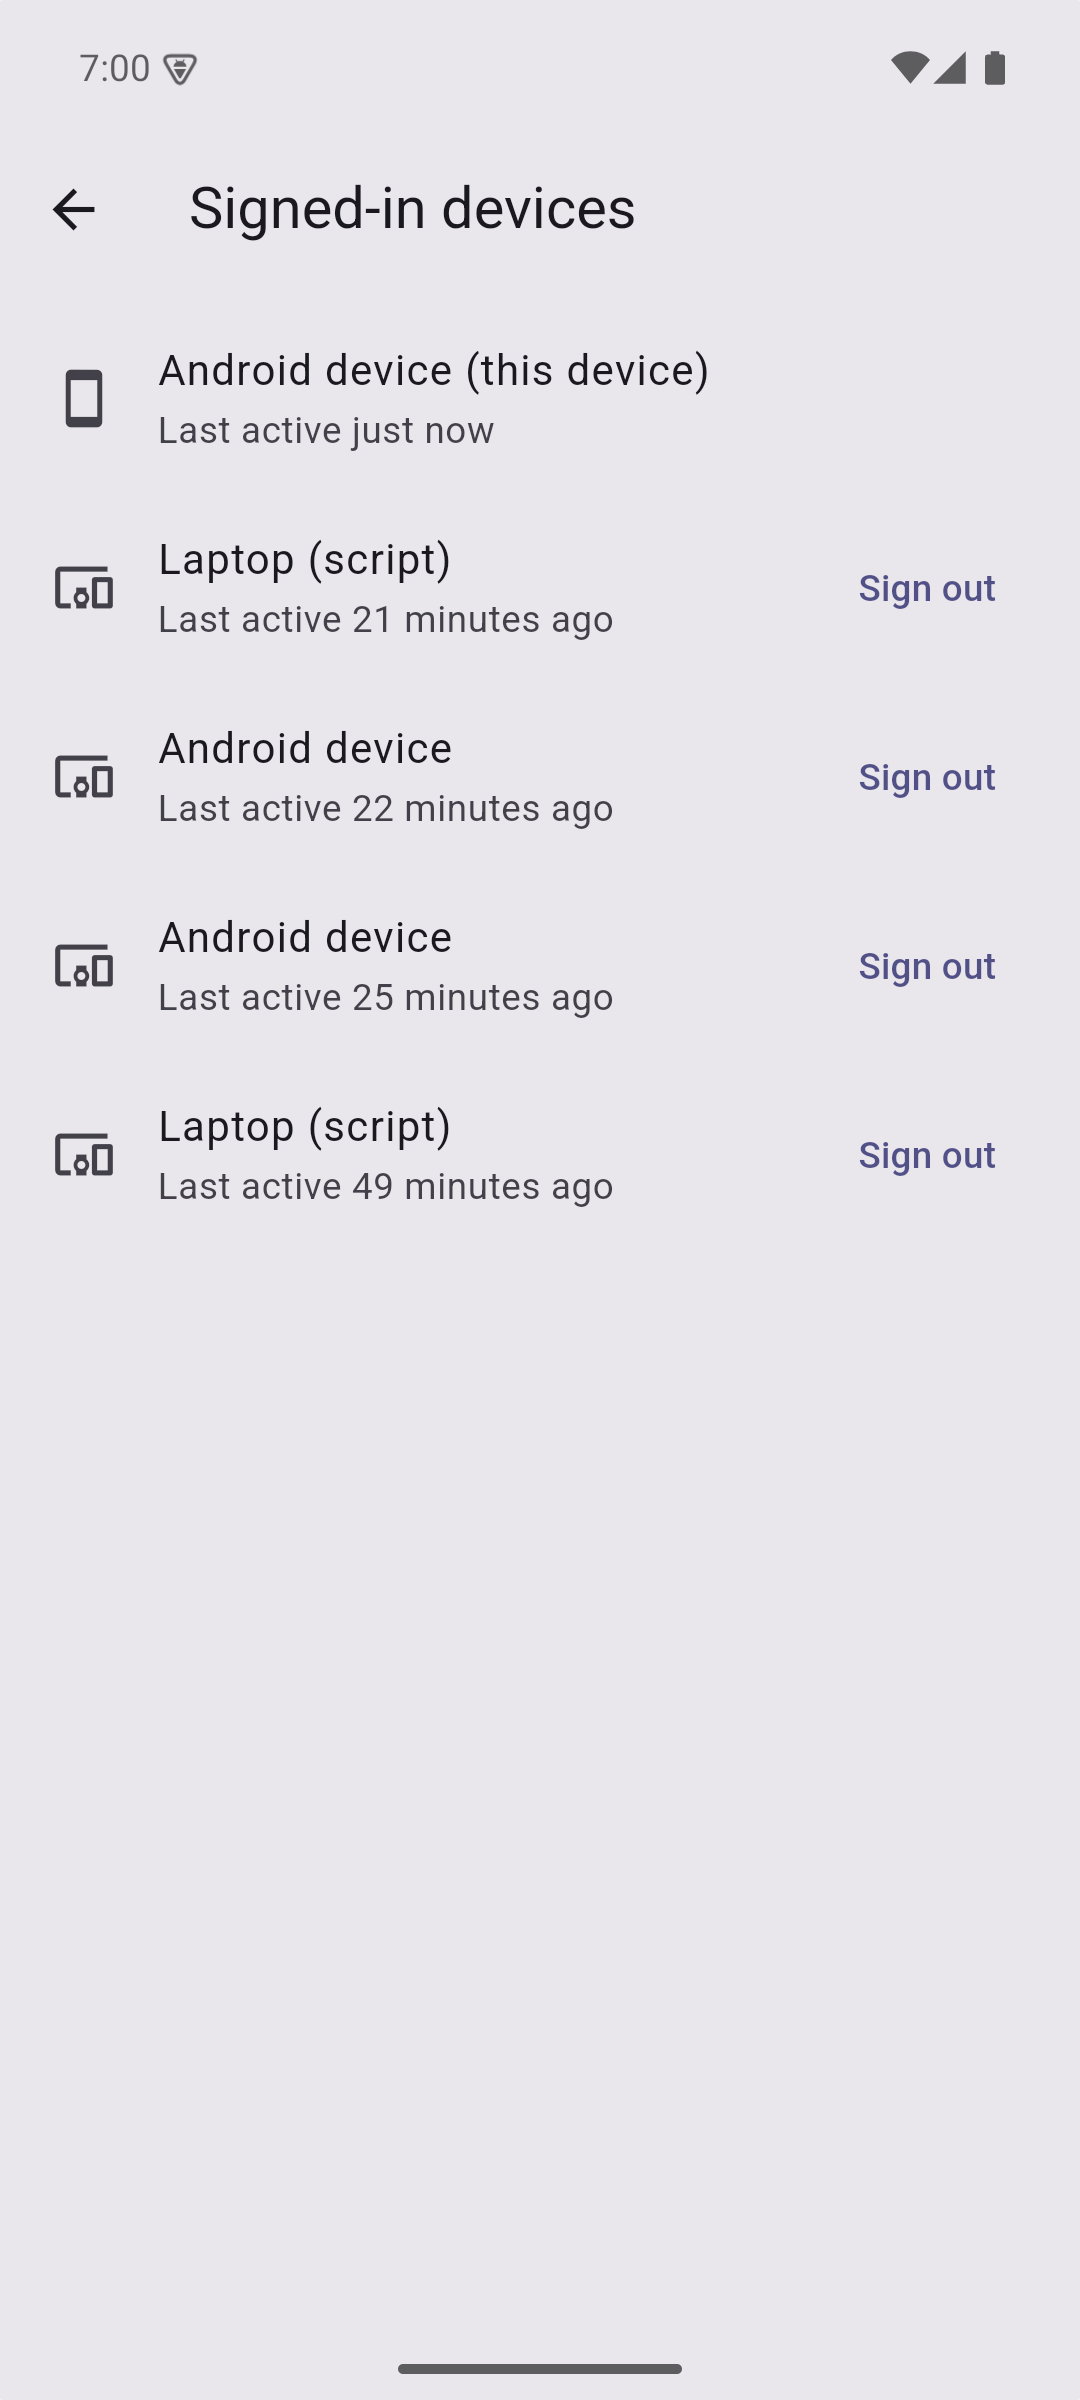 7:00
Signed-in devices
Android device (this device)
Last active just now
Laptop (script)
Last active 21 minutes ago
Sign out
Android device
Last active 22 minutes ago
Sign out
Android device
Last active 25 minutes ago
Sign out
Laptop (script)
Last active 49 minutes ago
Sign out